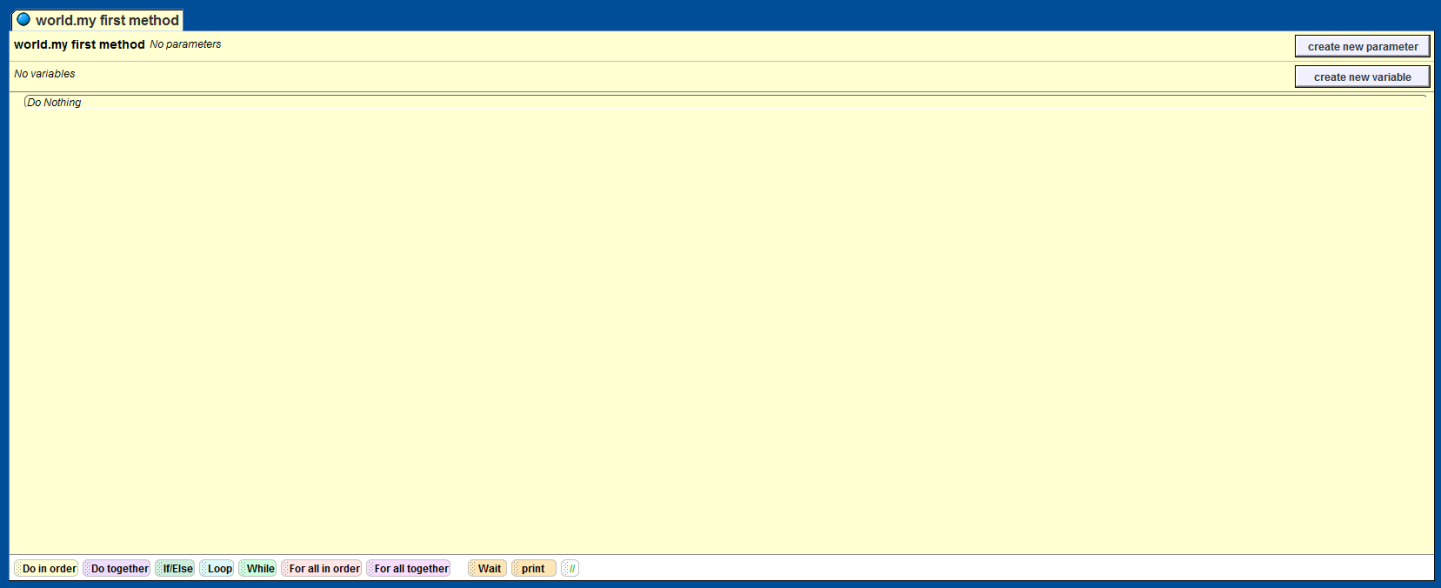 world.my first method
world.my first method No parameters
create new parameter
No variables
create new variable
Do Nothing
Do in order Do together If/Else Loop While For all in order For all together Wait print //